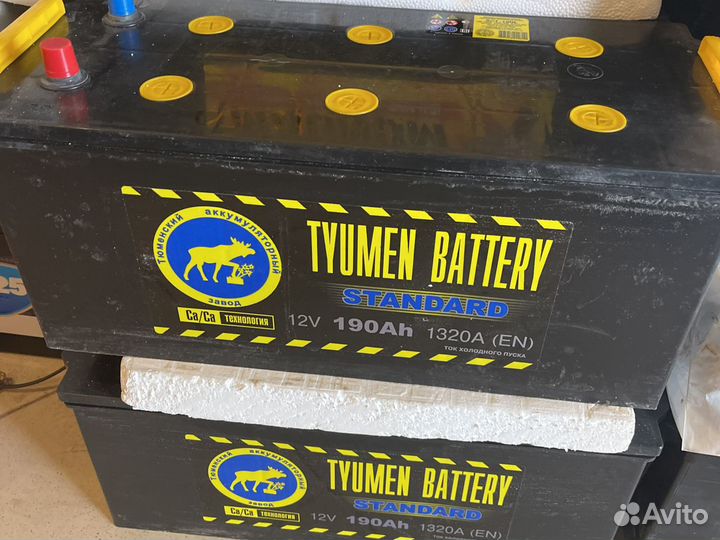 Тюменский аккумуляторный
завод
Ca/Ca технология
TYUMEN BATTERY
STANDARD
12V 190Ah 1320A (EN)
ток холодного пуска
25
Тюменский аккумуляторный
завод
Ca/Ca технология
TYUMEN BATTERY
STANDARD
12V 190Ah 1320A (EN)
Avito